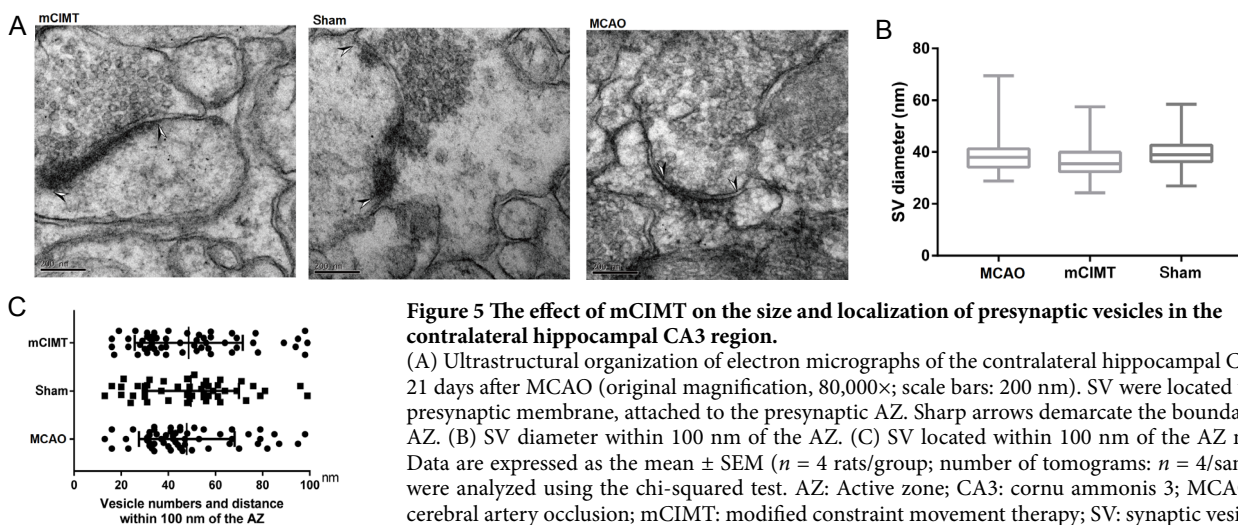 A
mCIMT
Sham
MCAO
200 nm
200 nm
200 nm
B
SV diameter (nm)
80
60
40
20
0
MCAO
mCIMT
Sham
C
mCIMT
Sham
MCAO
0
20
40
60
80
100
nm
Vesicle numbers and distance
within 100 nm of the AZ
Figure 5 The effect of mCIMT on the size and localization of presynaptic vesicles in the
contralateral hippocampal CA3 region.
(A) Ultrastructural organization of electron micrographs of the contralateral hippocampal
21 days after MCAO (original magnification, 80,000×; scale bars: 200 nm). SV were located
presynaptic membrane, attached to the presynaptic AZ. Sharp arrows demarcate the
AZ. (B) SV diameter within 100 nm of the AZ. (C) SV located within 100 nm of the AZ
Data are expressed as the mean ± SEM (n = 4 rats/group; number of tomograms: n =
were analyzed using the chi-squared test. AZ: Active zone; CA3: cornu ammonis 3;
cerebral artery occlusion; mCIMT: modified constraint movement therapy; SV: synaptic